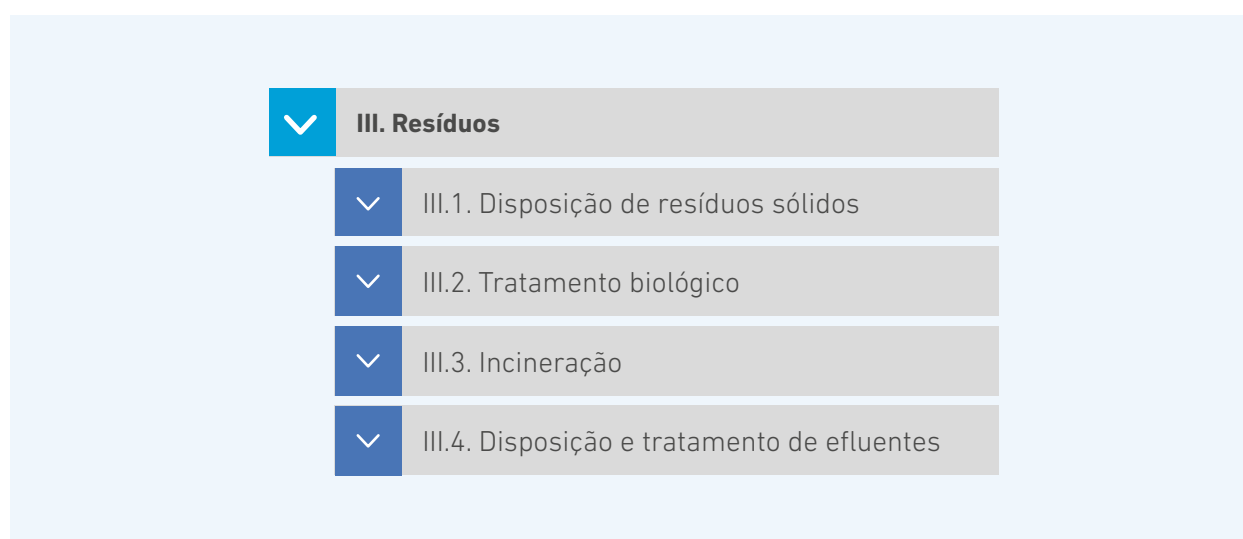 III. Resíduos
III.1. Disposição de resíduos sólidos
III.2. Tratamento biológico
III.3. Incineração
III.4. Disposição e tratamento de efluentes